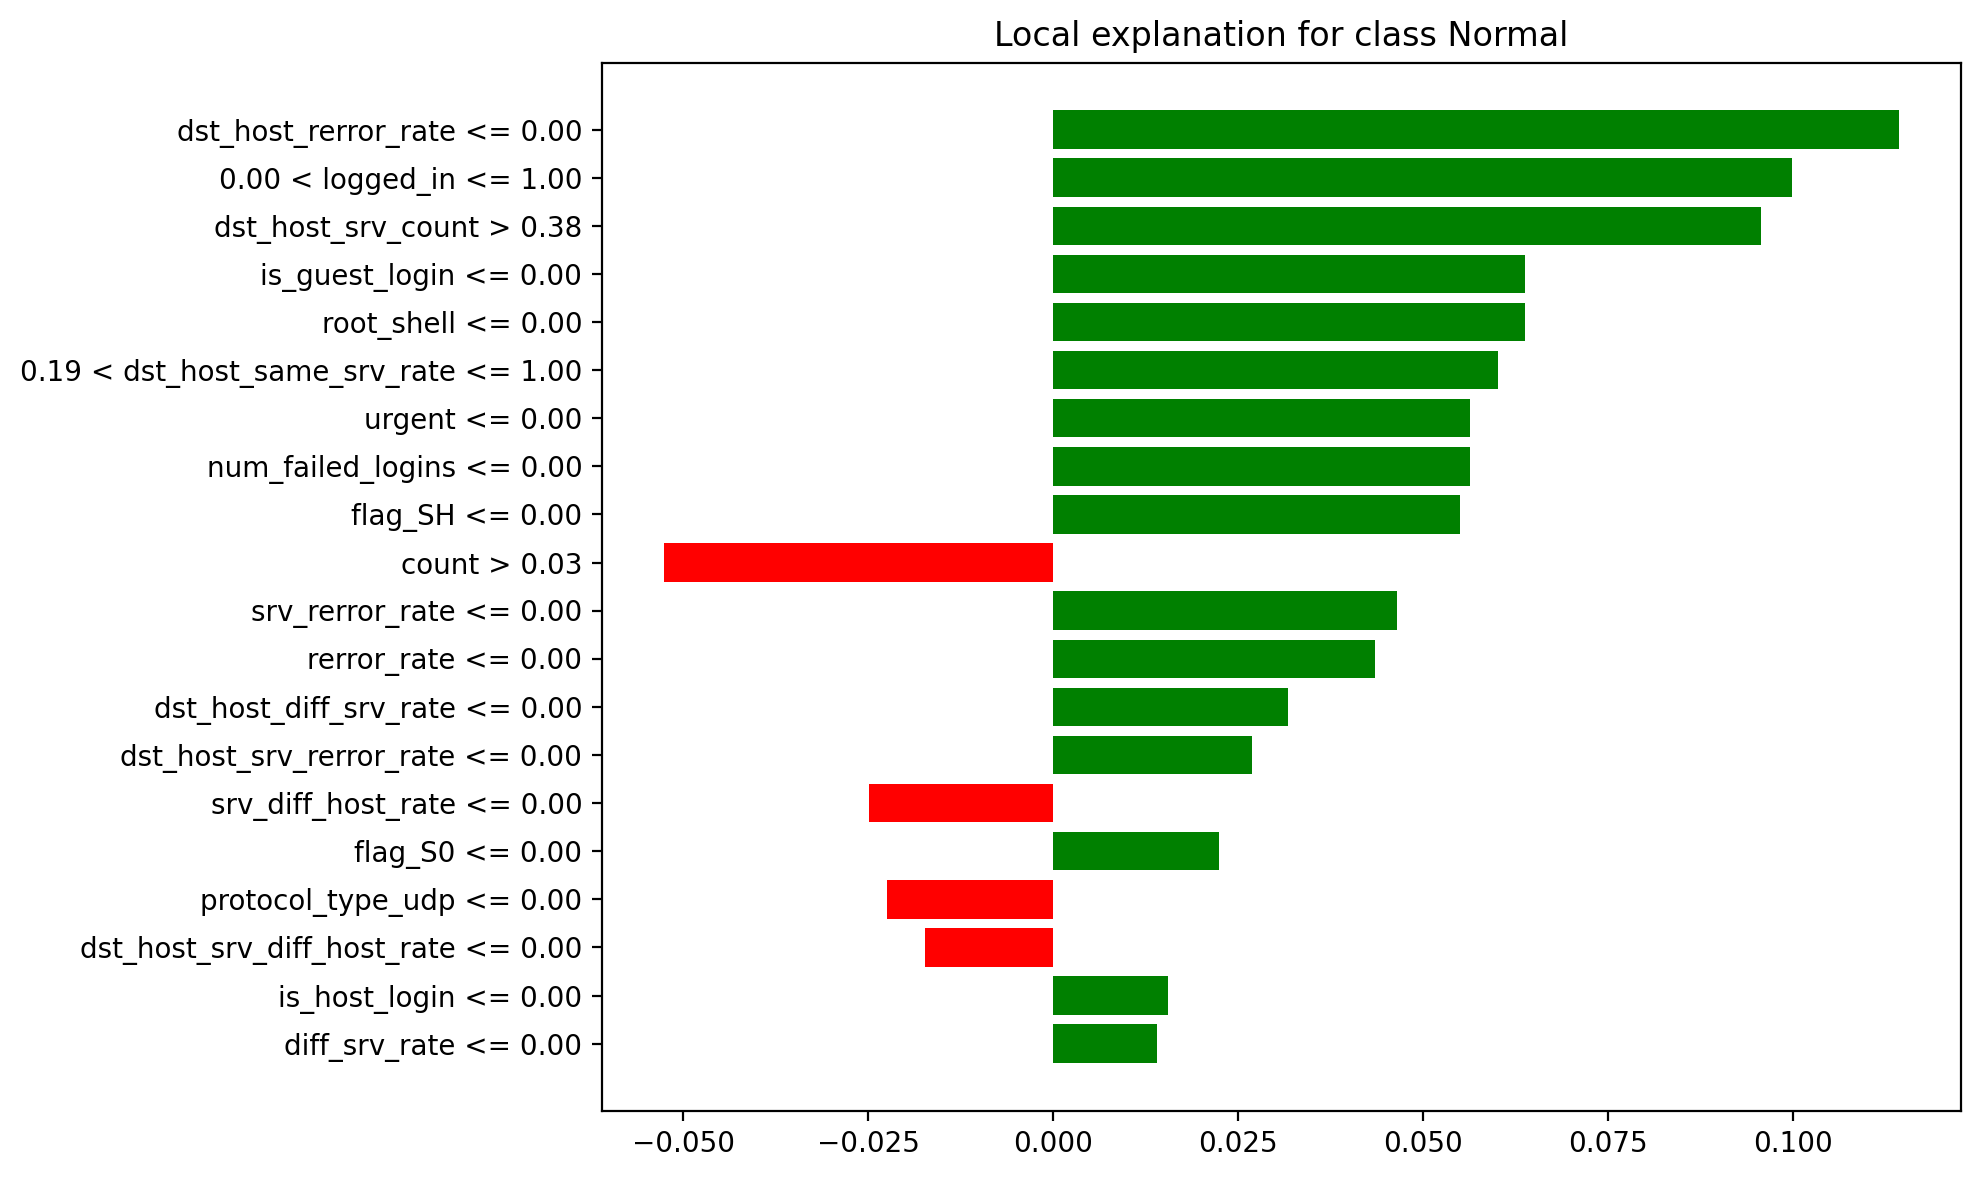 Local explanation for class Normal
dst_host_rerror_rate <= 0.00
0.00 < logged_in <= 1.00
dst_host_srv_count > 0.38
is_guest_login <= 0.00
root_shell <= 0.00
0.19 < dst_host_same_srv_rate <= 1.00
urgent <= 0.00
num_failed_logins <= 0.00
flag_SH <= 0.00
count > 0.03
srv_rerror_rate <= 0.00
rerror_rate <= 0.00
dst_host_diff_srv_rate <= 0.00
dst_host_srv_rerror_rate <= 0.00
srv_diff_host_rate <= 0.00
flag_S0 <= 0.00
protocol_type_udp <= 0.00
dst_host_srv_diff_host_rate <= 0.00
is_host_login <= 0.00
diff_srv_rate <= 0.00
−0.050 −0.025 0.000 0.025 0.050 0.075 0.100